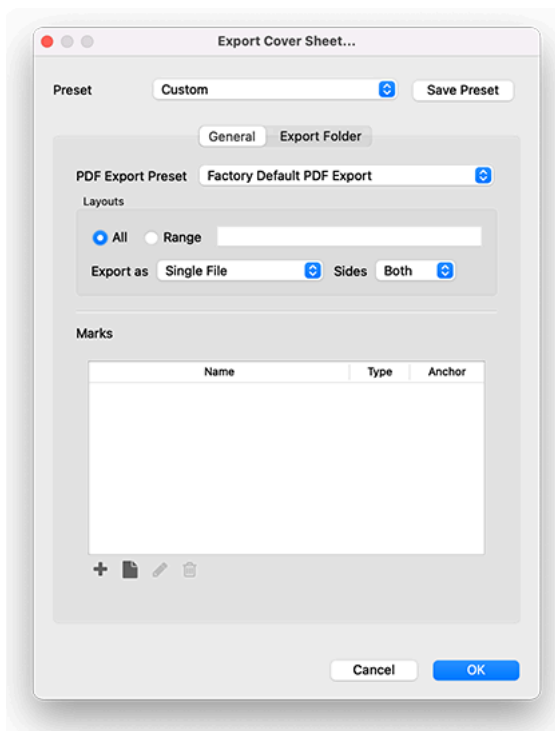 Export Cover Sheet...
Preset Custom Save Preset
General Export Folder
PDF Export Preset Factory Default PDF Export
Layouts
All Range
Export as Single File Sides Both
Marks
Name Type Anchor
Cancel OK